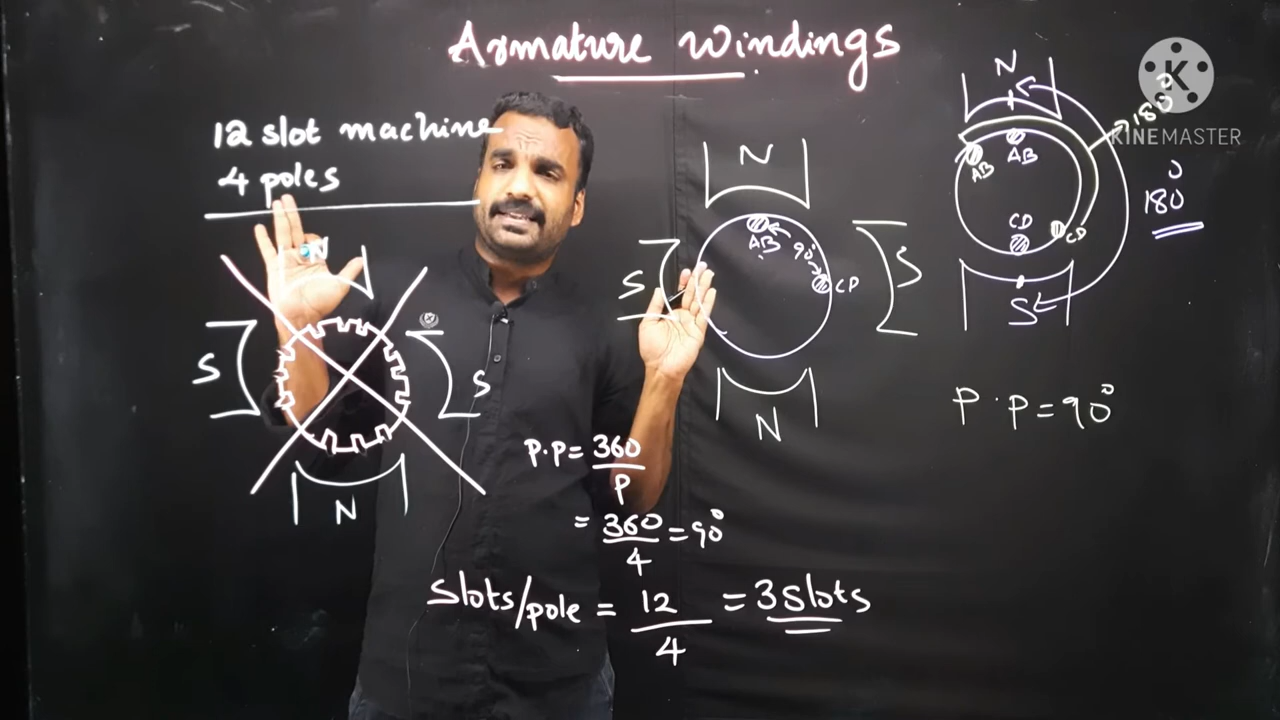 Armature windings
12 slot machine
4 poles
N
S
S
N
N
AB
90°
CD
S
S
N
P.P = 360
P
= 360 = 90°
4
slots/pole = 12 = 3 slots
4
N
180°
K
KINEMASTER
AB
AB
CD
CD
S
180°
P.P = 90°